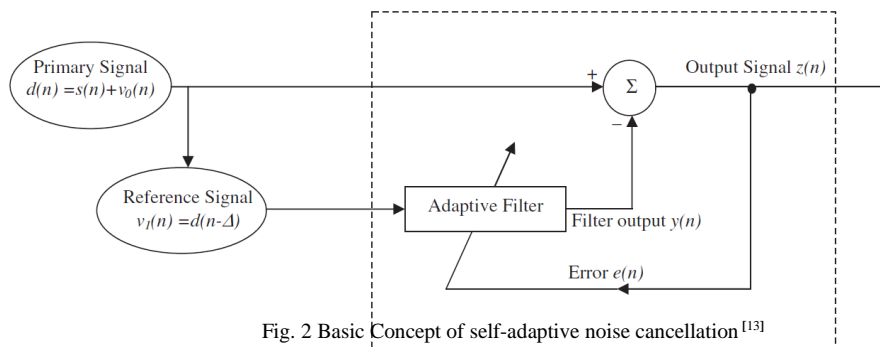 Primary Signal
d(n) =s(n)+v₀(n)
+
Σ
−
Output Signal z(n)
Reference Signal
v₁(n) =d(n-Δ)
Adaptive Filter
Filter output y(n)
Error e(n)
Fig. 2 Basic Concept of self-adaptive noise cancellation [13]